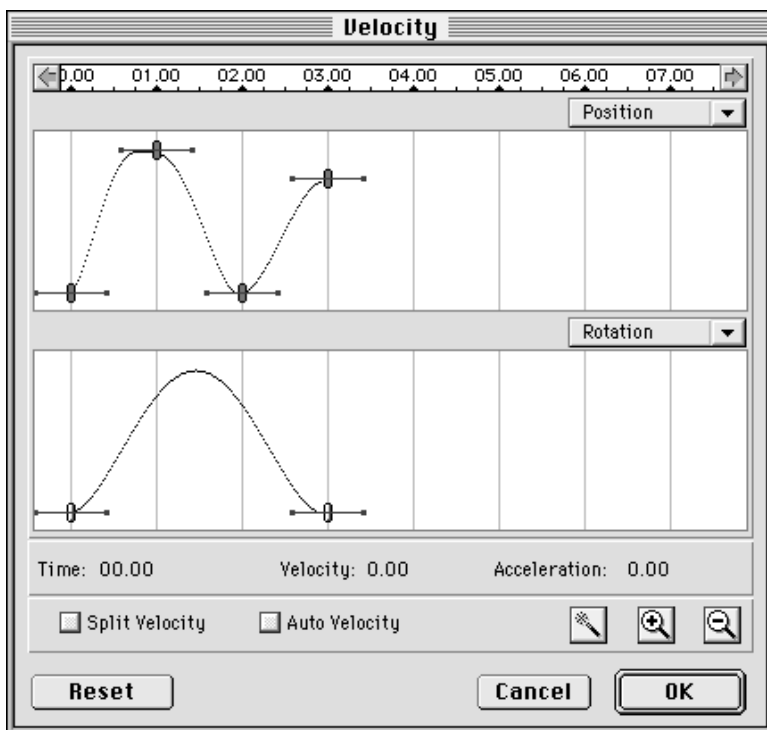 Velocity
0.00 01.00 02.00 03.00 04.00 05.00 06.00 07.00
Position
Rotation
Time: 00.00 Velocity: 0.00 Acceleration: 0.00
Split Velocity Auto Velocity
Reset Cancel OK